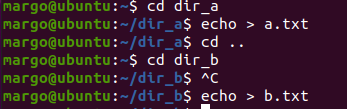 margo@ubuntu:~$ cd dir_a
margo@ubuntu:~/dir_a$ echo > a.txt
margo@ubuntu:~/dir_a$ cd ..
margo@ubuntu:~$ cd dir_b
margo@ubuntu:~/dir_b$ ^C
margo@ubuntu:~/dir_b$ echo > b.txt